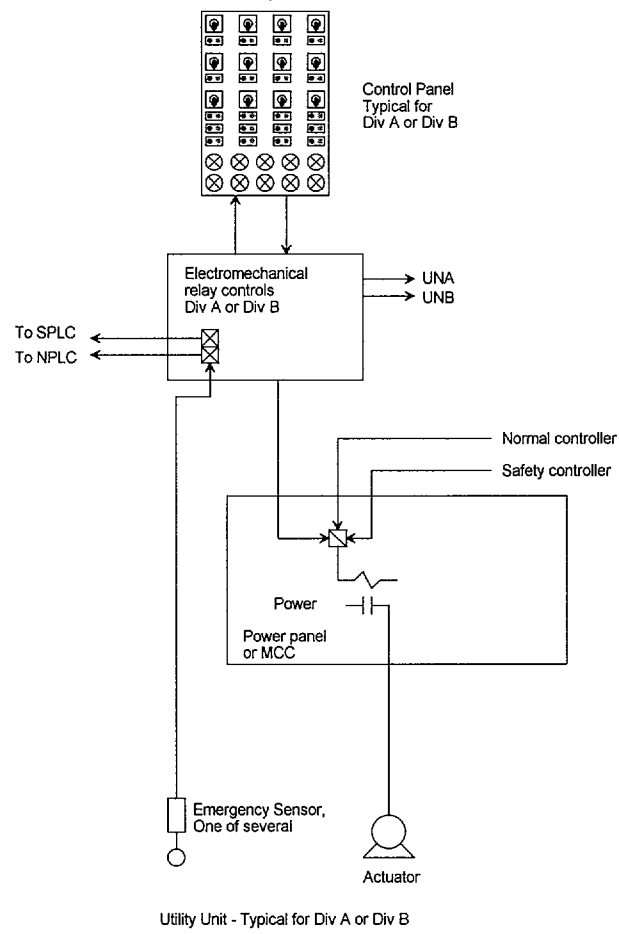 Control Panel
Typical for
Div A or Div B
Electromechanical
relay controls
Div A or Div B
UNA
UNB
To SPLC
To NPLC
Normal controller
Safety controller
Power
Power panel
or MCC
Emergency Sensor,
One of several
Actuator
Utility Unit - Typical for Div A or Div B